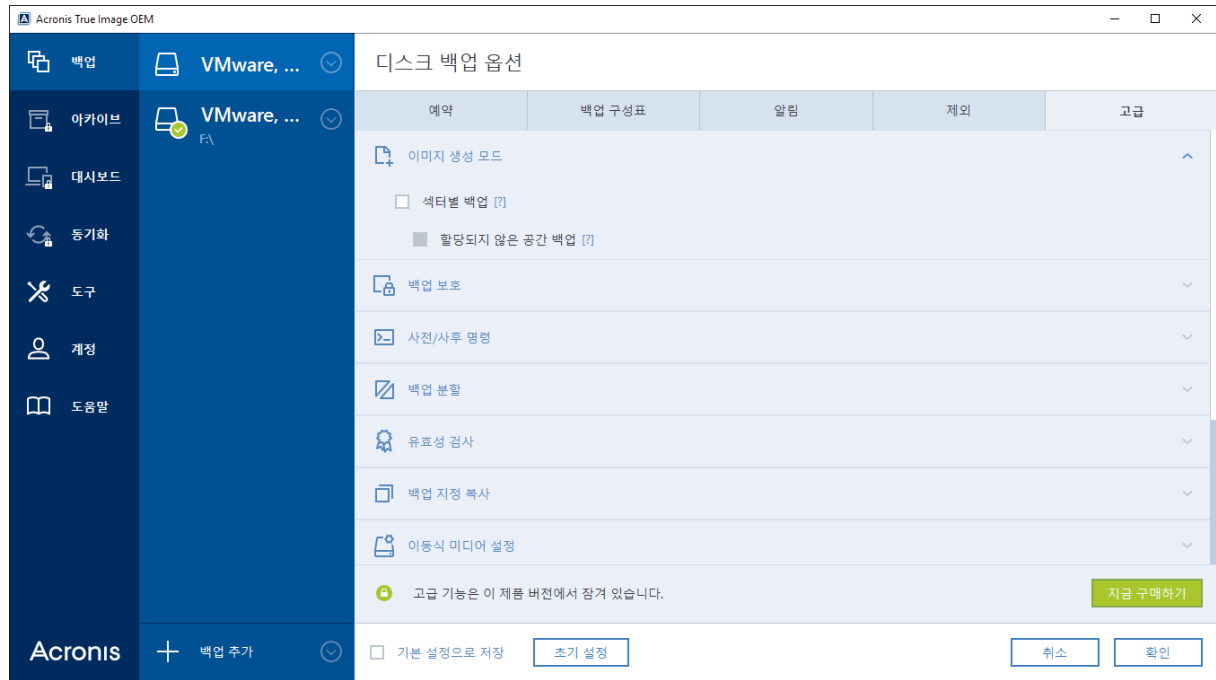 Acronis True Image OEM
백업
아카이브
대시보드
동기화
도구
계정
도움말
Acronis
VMware, ...
VMware, ...
F:\
백업 추가
디스크 백업 옵션
예약
백업 구성표
알림
제외
고급
이미지 생성 모드
섹터별 백업 [?]
할당되지 않은 공간 백업 [?]
백업 보호
사전/사후 명령
백업 분할
유효성 검사
백업 지정 복사
이동식 미디어 설정
고급 기능은 이 제품 버전에서 잠겨 있습니다.
지금 구매하기
기본 설정으로 저장
초기 설정
취소
확인